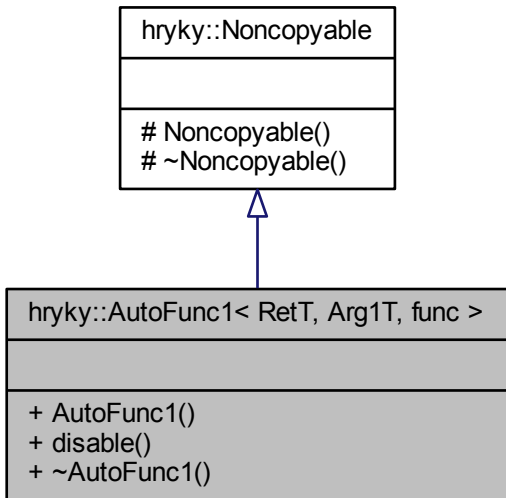 hryky::Noncopyable
# Noncopyable()
# ~Noncopyable()
hryky::AutoFunc1< RetT, Arg1T, func >
+ AutoFunc1()
+ disable()
+ ~AutoFunc1()